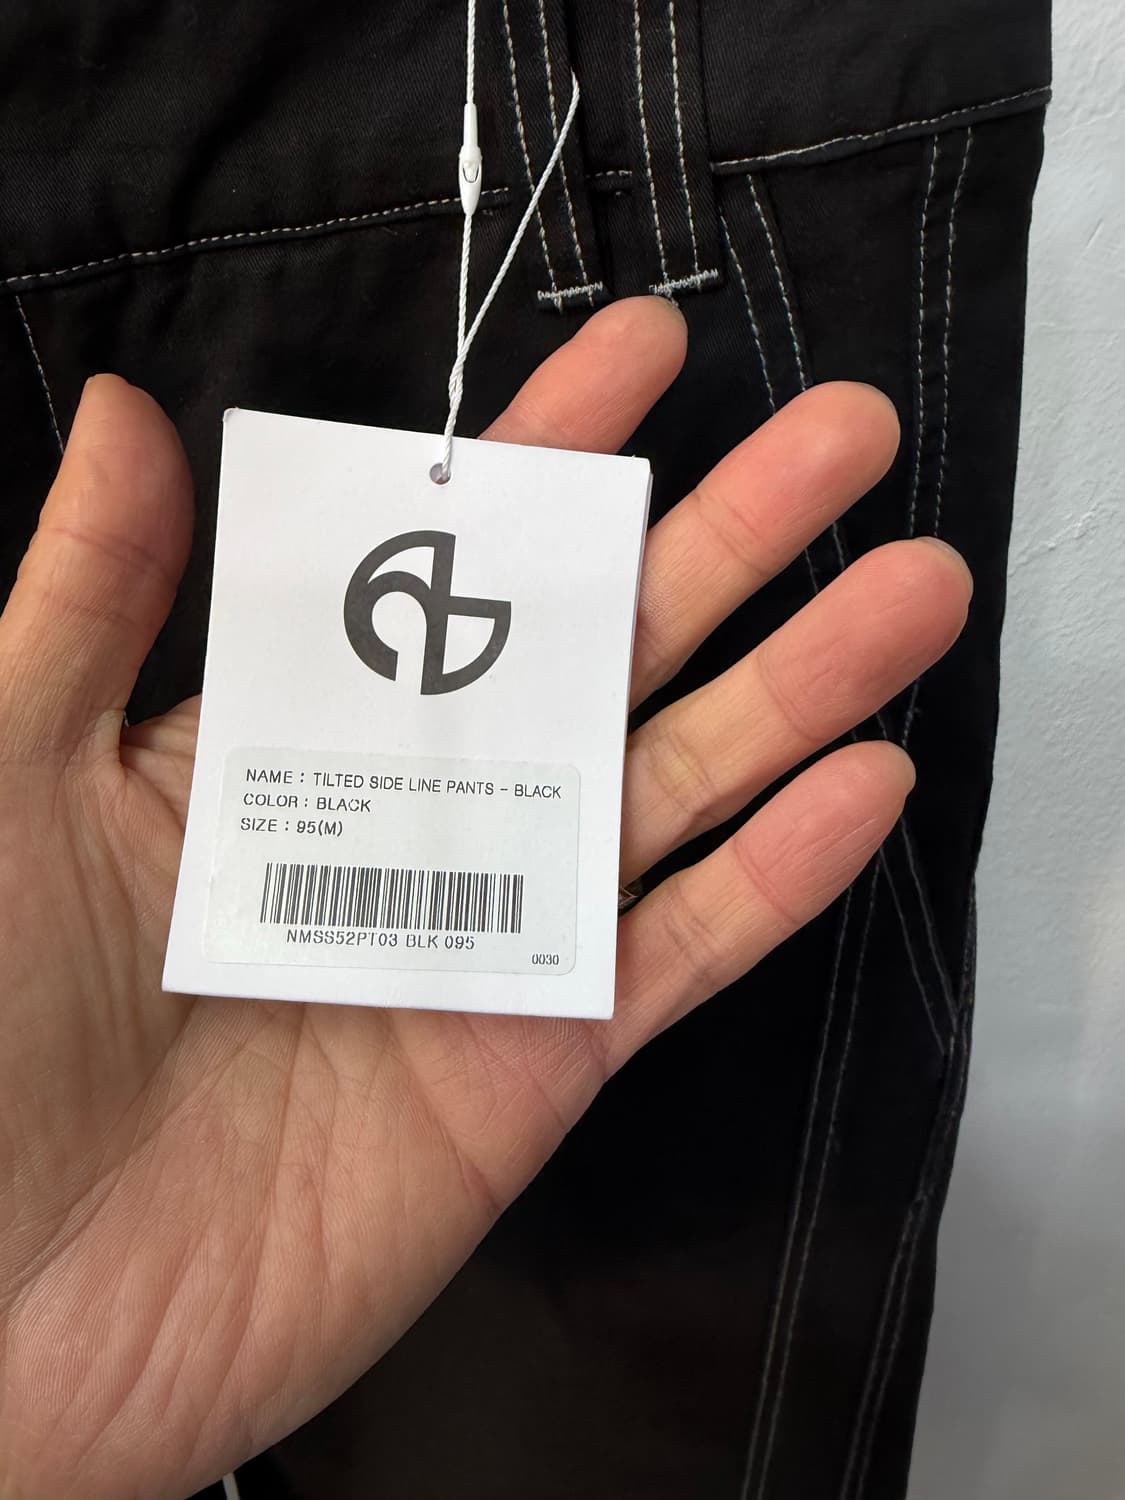 NAME : TILTED SIDE LINE PANTS - BLACK
COLOR : BLACK
SIZE : 95(M)
NMSS52PT03 BLK 095
0030